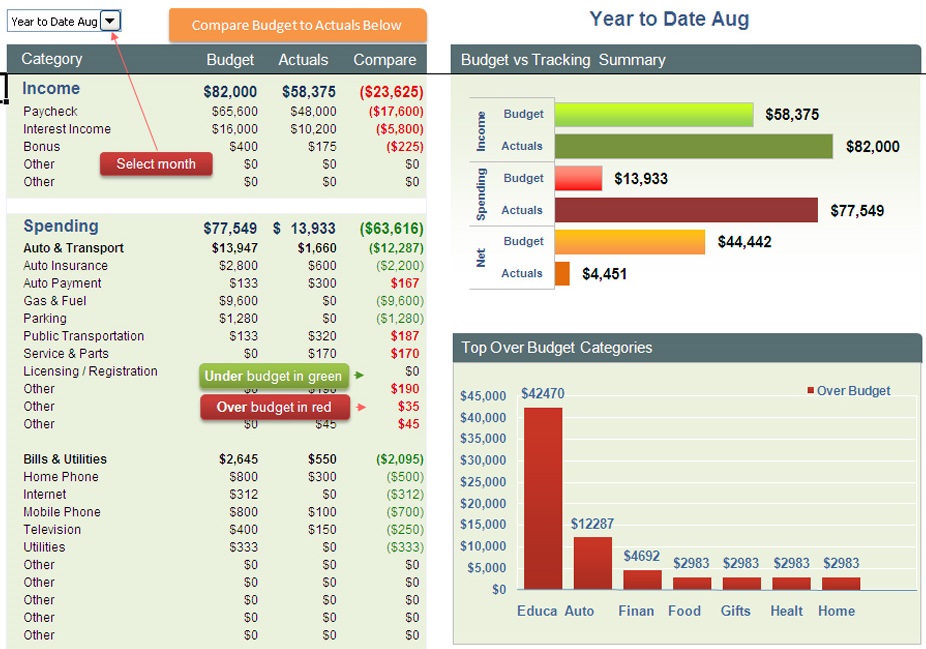 Year to Date Aug
Compare Budget to Actuals Below
Category Budget Actuals Compare
Income $82,000 $58,375 ($23,625)
Paycheck $65,600 $48,000 ($17,600)
Interest Income $16,000 $10,200 ($5,800)
Bonus $400 $175 ($225)
Other $0 $0 $0
Other $0 $0 $0
Select month
Spending $77,549 $ 13,933 ($63,616)
Auto & Transport $13,947 $1,660 ($12,287)
Auto Insurance $2,800 $600 ($2,200)
Auto Payment $133 $300 $167
Gas & Fuel $9,600 $0 ($9,600)
Parking $1,280 $0 ($1,280)
Public Transportation $133 $320 $187
Service & Parts $0 $170 $170
Licensing / Registration $0
Under budget in green
Other $0 $190 $190
Over budget in red
Other $35
Other $0 $45 $45
Bills & Utilities $2,645 $550 ($2,095)
Home Phone $800 $300 ($500)
Internet $312 $0 ($312)
Mobile Phone $800 $100 ($700)
Television $400 $150 ($250)
Utilities $333 $0 ($333)
Other $0 $0 $0
Other $0 $0 $0
Other $0 $0 $0
Other $0 $0 $0
Other $0 $0 $0
Year to Date Aug
Budget vs Tracking Summary
Income
Budget $58,375
Actuals $82,000
Spending
Budget $13,933
Actuals $77,549
Net
Budget $44,442
Actuals $4,451
Top Over Budget Categories
Over Budget
$45,000
$40,000
$35,000
$30,000
$25,000
$20,000
$15,000
$10,000
$5,000
$0
$42470 $12287 $4692 $2983 $2983 $2983 $2983
Educa Auto Finan Food Gifts Healt Home